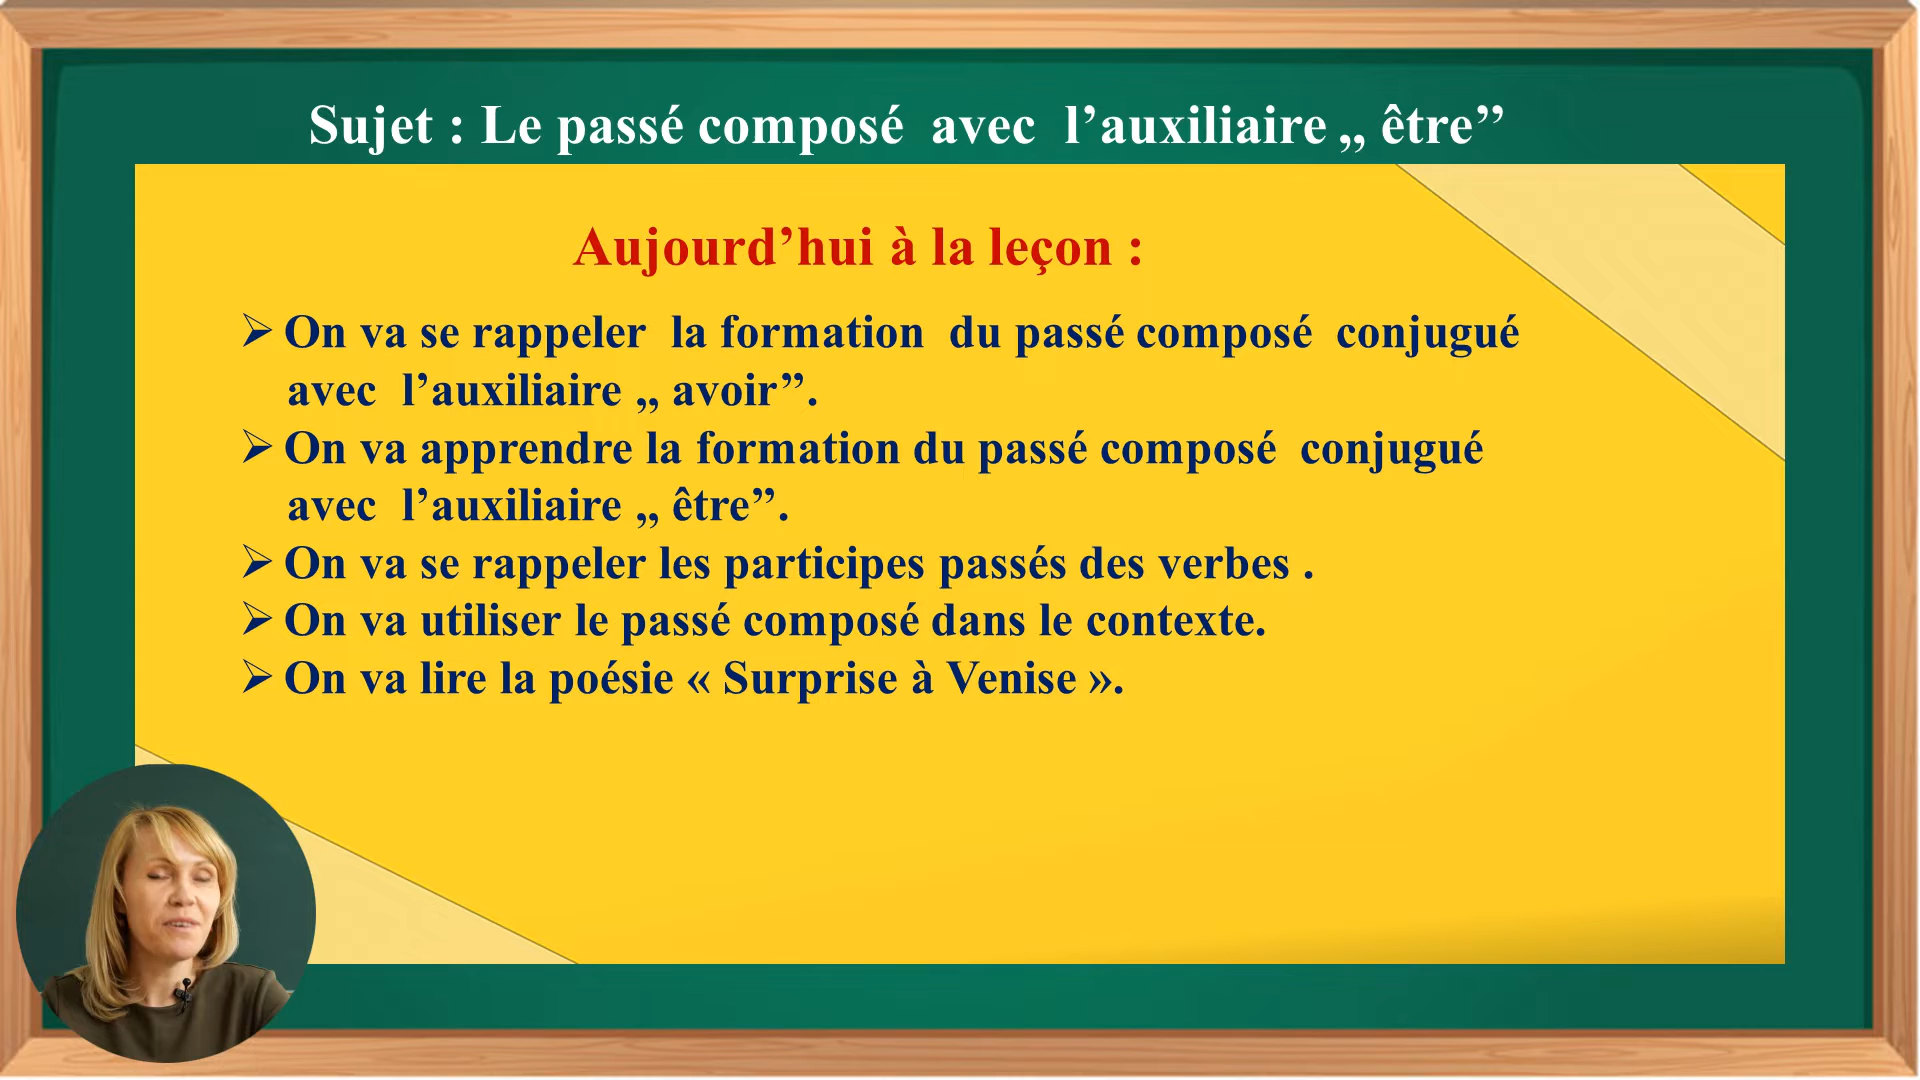 Sujet : Le passé composé avec l’auxiliaire „ être’’
Aujourd’hui à la leçon :
➢ On va se rappeler la formation du passé composé conjugué
avec l’auxiliaire „ avoir”.
➢ On va apprendre la formation du passé composé conjugué
avec l’auxiliaire „ être”.
➢ On va se rappeler les participes passés des verbes .
➢ On va utiliser le passé composé dans le contexte.
➢ On va lire la poésie « Surprise à Venise ».